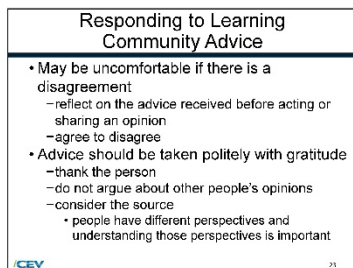 Responding to Learning
Community Advice
• May be uncomfortable if there is a
disagreement
–reflect on the advice received before acting or
sharing an opinion
–agree to disagree
• Advice should be taken politely with gratitude
–thank the person
–do not argue about other people's opinions
–consider the source
• people have different perspectives and
understanding those perspectives is important
iCEV
23